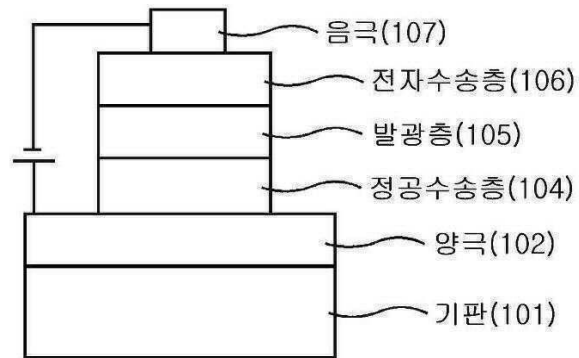 음극(107)
전자수송층(106)
발광층(105)
정공수송층(104)
양극(102)
기판(101)